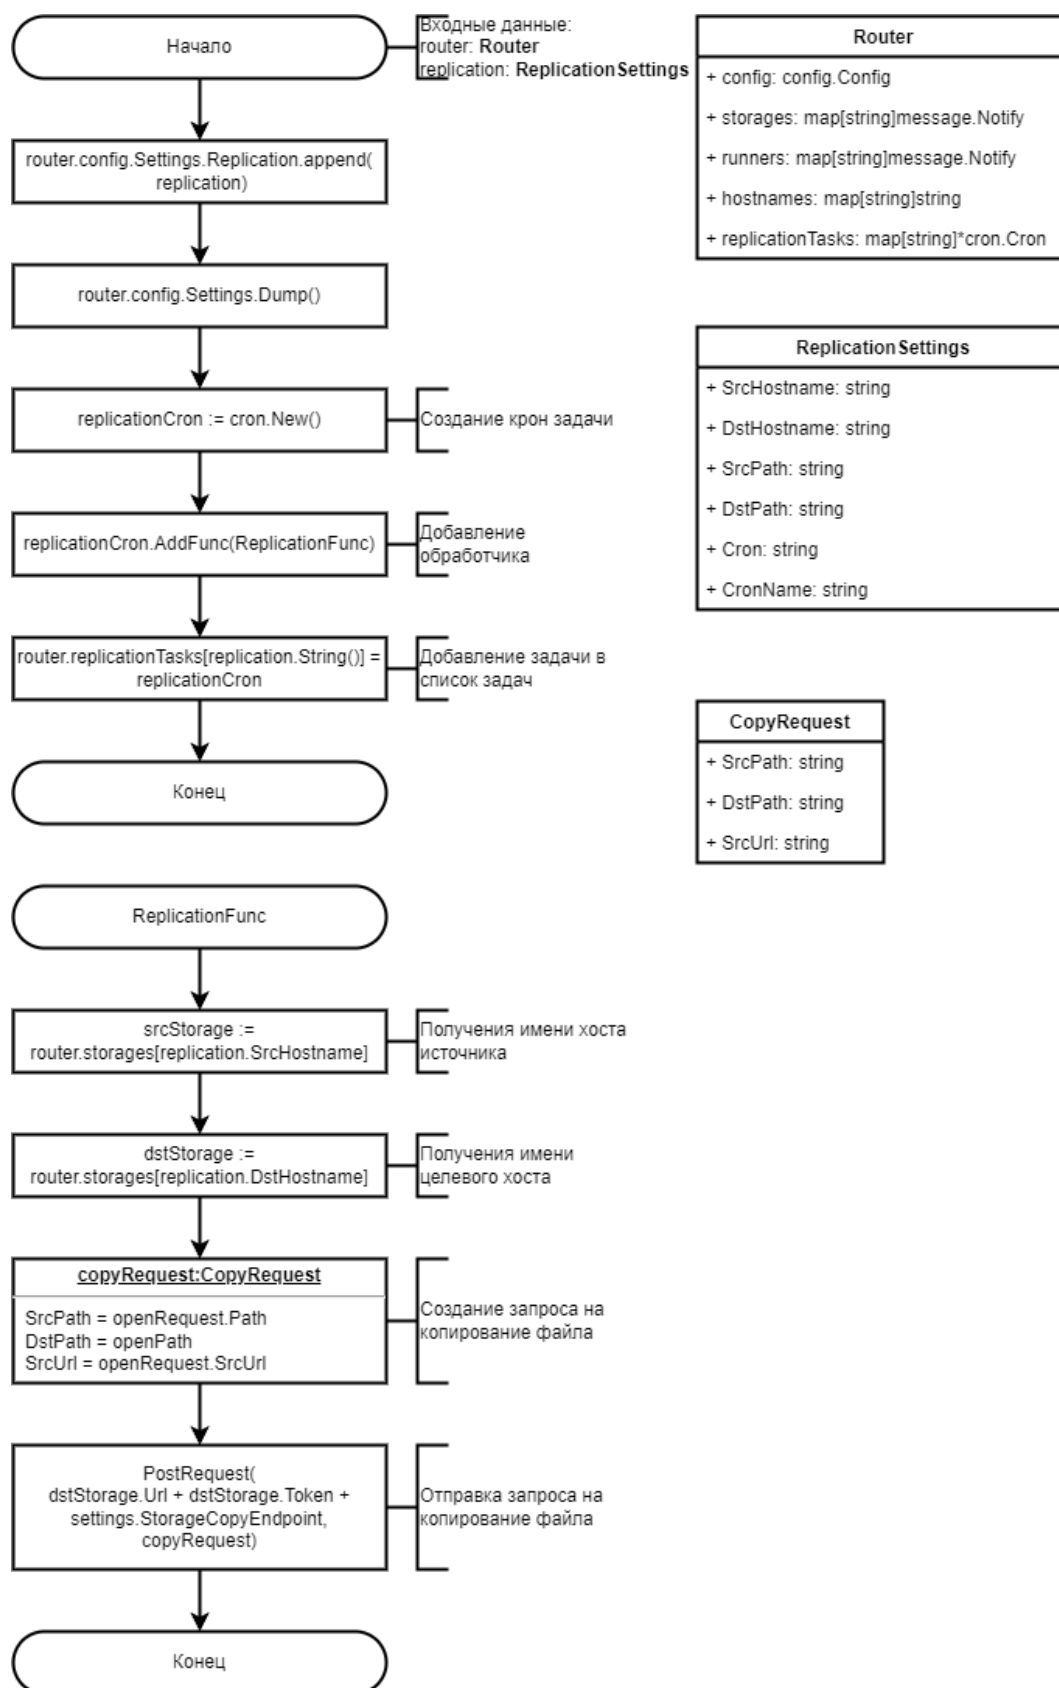 Начало
Входные данные:
router: Router
replication: ReplicationSettings
router.config.Settings.Replication.append(
replication)
router.config.Settings.Dump()
replicationCron := cron.New()
Создание крон задачи
replicationCron.AddFunc(ReplicationFunc)
Добавление
обработчика
router.replicationTasks[replication.String()] =
replicationCron
Добавление задачи в
список задач
Конец
Router
+ config: config.Config
+ storages: map[string]message.Notify
+ runners: map[string]message.Notify
+ hostnames: map[string]string
+ replicationTasks: map[string]*cron.Cron
ReplicationSettings
+ SrcHostname: string
+ DstHostname: string
+ SrcPath: string
+ DstPath: string
+ Cron: string
+ CronName: string
CopyRequest
+ SrcPath: string
+ DstPath: string
+ SrcUrl: string
ReplicationFunc
srcStorage :=
router.storages[replication.SrcHostname]
Получения имени хоста
источника
dstStorage :=
router.storages[replication.DstHostname]
Получения имени
целевого хоста
copyRequest:CopyRequest
SrcPath = openRequest.Path
DstPath = openPath
SrcUrl = openRequest.SrcUrl
Создание запроса на
копирование файла
PostRequest(
dstStorage.Url + dstStorage.Token +
settings.StorageCopyEndpoint,
copyRequest)
Отправка запроса на
копирование файла
Конец